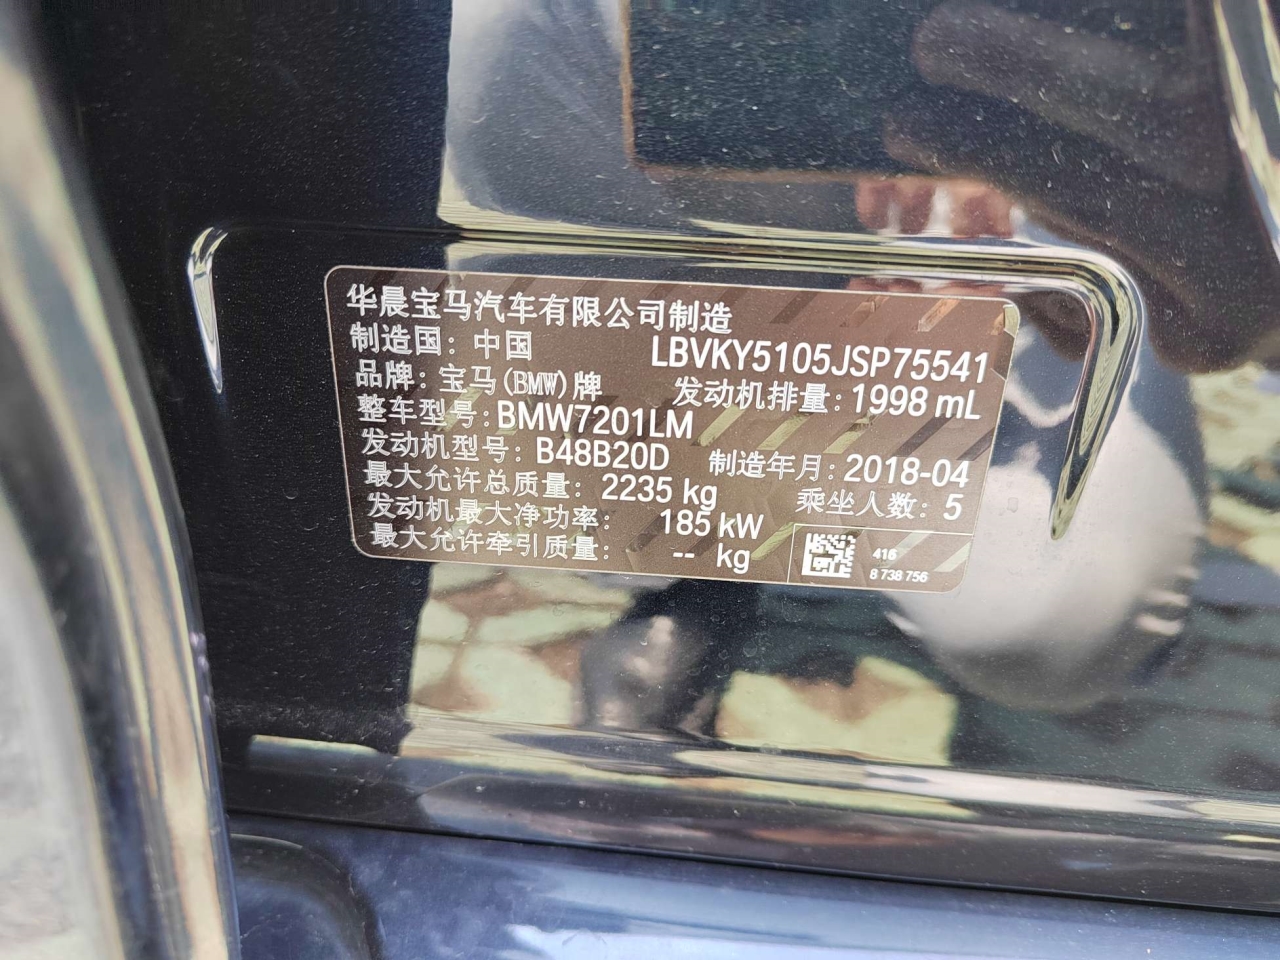 华晨宝马汽车有限公司制造
制造国：中国 LBVKY5105JSP75541
品牌：宝马(BMW)牌 发动机排量：1998 mL
整车型号：BMW7201LM
发动机型号：B48B20D 制造年月：2018-04
最大允许总质量：2235 kg 乘坐人数：5
发动机最大净功率：185 kW
最大允许牵引质量：-- kg
416
8 738 756